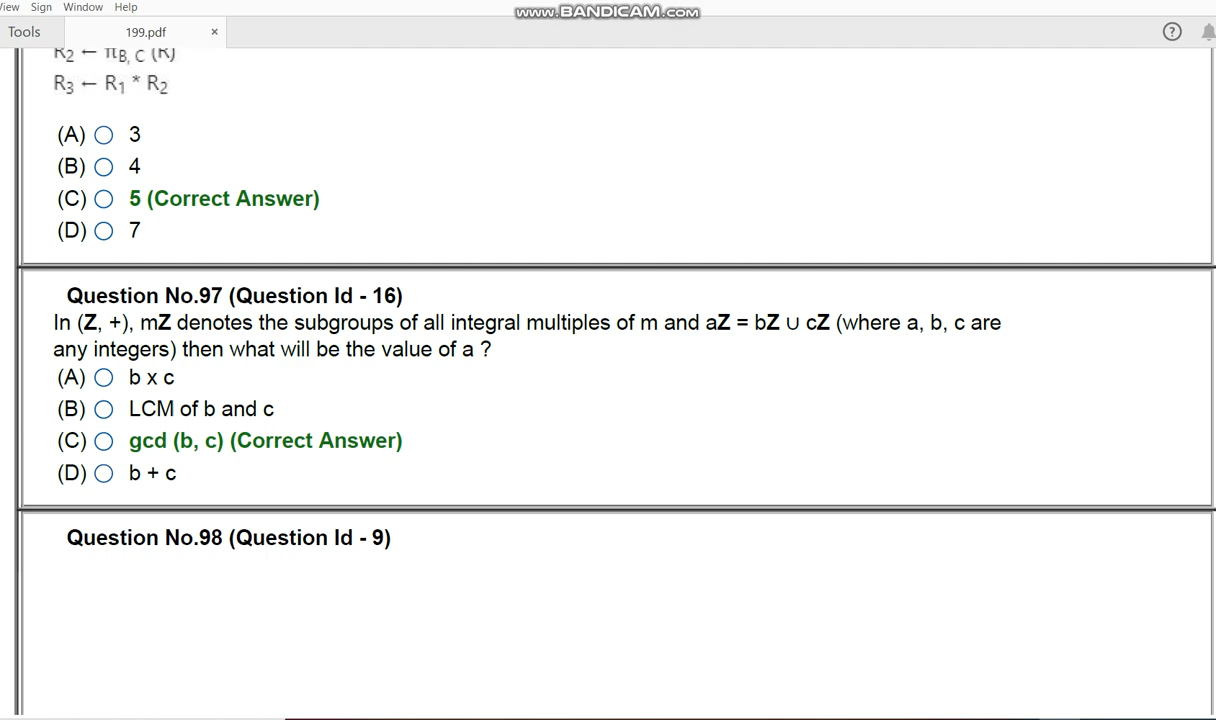 View Sign Window Help
www.BANDICAM.com
Tools 199.pdf × ?
R2 ← πB, C (R)
R3 ← R1 * R2
(A) 3
(B) 4
(C) 5 (Correct Answer)
(D) 7
Question No.97 (Question Id - 16)
In (Z, +), mZ denotes the subgroups of all integral multiples of m and aZ = bZ ∪ cZ (where a, b, c are
any integers) then what will be the value of a ?
(A) b x c
(B) LCM of b and c
(C) gcd (b, c) (Correct Answer)
(D) b + c
Question No.98 (Question Id - 9)